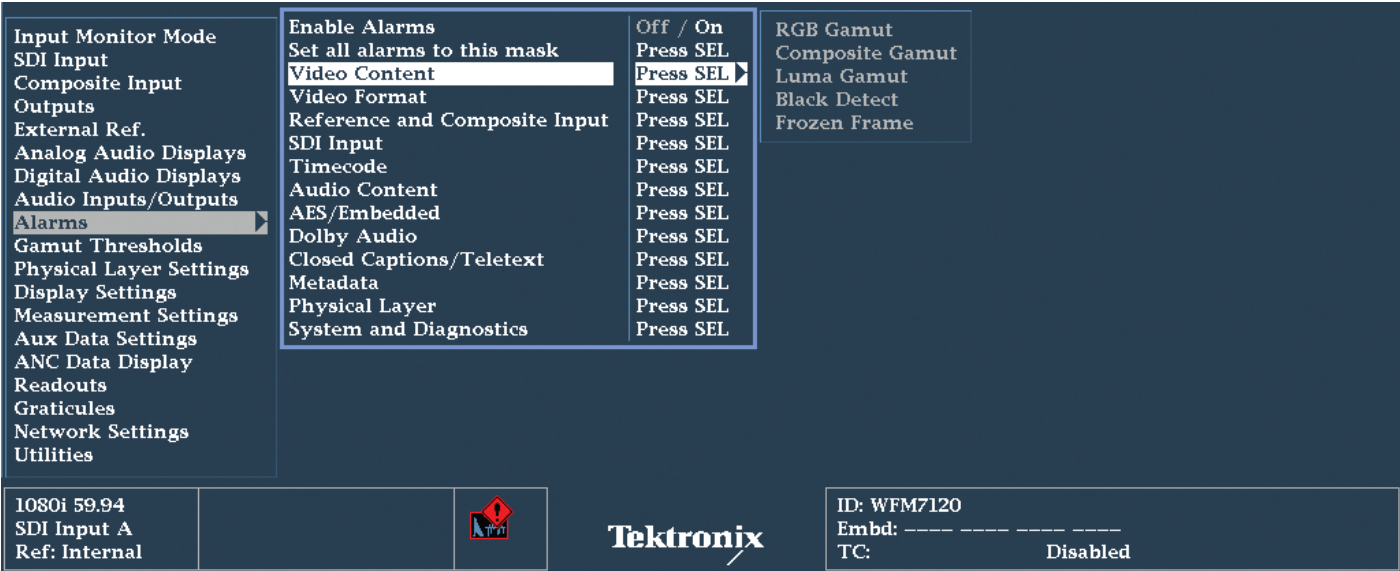 Input Monitor Mode
SDI Input
Composite Input
Outputs
External Ref.
Analog Audio Displays
Digital Audio Displays
Audio Inputs/Outputs
Alarms
Gamut Thresholds
Physical Layer Settings
Display Settings
Measurement Settings
Aux Data Settings
ANC Data Display
Readouts
Graticules
Network Settings
Utilities
Enable Alarms Off / On
Set all alarms to this mask Press SEL
Video Content Press SEL
Video Format Press SEL
Reference and Composite Input Press SEL
SDI Input Press SEL
Timecode Press SEL
Audio Content Press SEL
AES/Embedded Press SEL
Dolby Audio Press SEL
Closed Captions/Teletext Press SEL
Metadata Press SEL
Physical Layer Press SEL
System and Diagnostics Press SEL
RGB Gamut
Composite Gamut
Luma Gamut
Black Detect
Frozen Frame
1080i 59.94
SDI Input A
Ref: Internal
Tektronix
ID: WFM7120
Embd: ---- ---- ---- ----
TC: Disabled